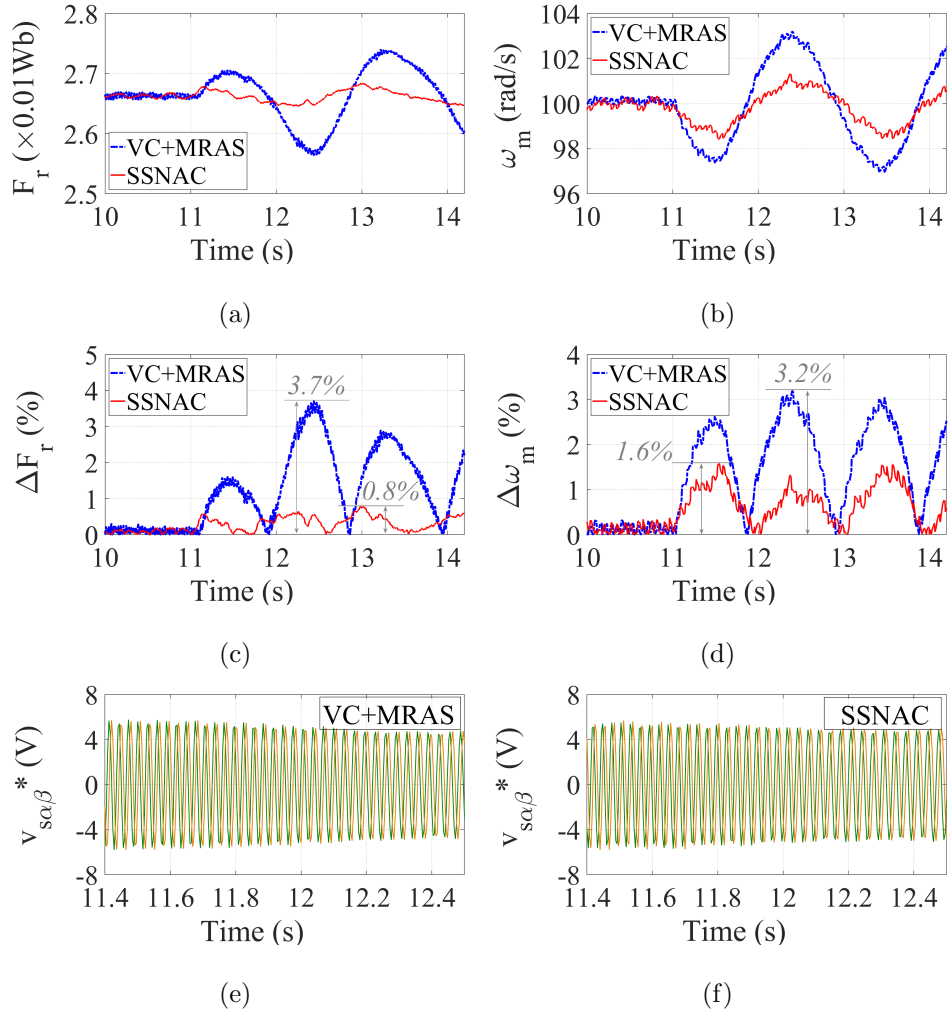 2.8
2.7
2.6
2.5
F_r (×0.01Wb)
VC+MRAS
SSNAC
10 11 12 13 14
Time (s)
(a)
104
102
100
98
96
ω_m (rad/s)
VC+MRAS
SSNAC
10 11 12 13 14
Time (s)
(b)
5
4
3
2
1
0
ΔF_r (%)
VC+MRAS
SSNAC
3.7%
0.8%
10 11 12 13 14
Time (s)
(c)
4
3
2
1
0
Δω_m (%)
VC+MRAS
SSNAC
3.2%
1.6%
10 11 12 13 14
Time (s)
(d)
8
4
0
-4
-8
v_sαβ* (V)
VC+MRAS
11.4 11.6 11.8 12 12.2 12.4
Time (s)
(e)
8
4
0
-4
-8
v_sαβ* (V)
SSNAC
11.4 11.6 11.8 12 12.2 12.4
Time (s)
(f)